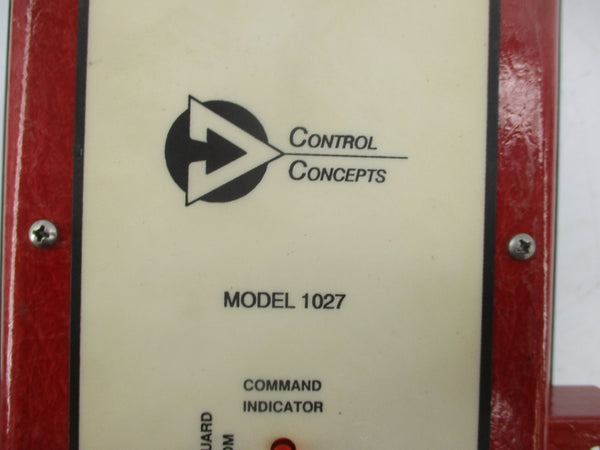 CONTROL
CONCEPTS
MODEL 1027
COMMAND
INDICATOR